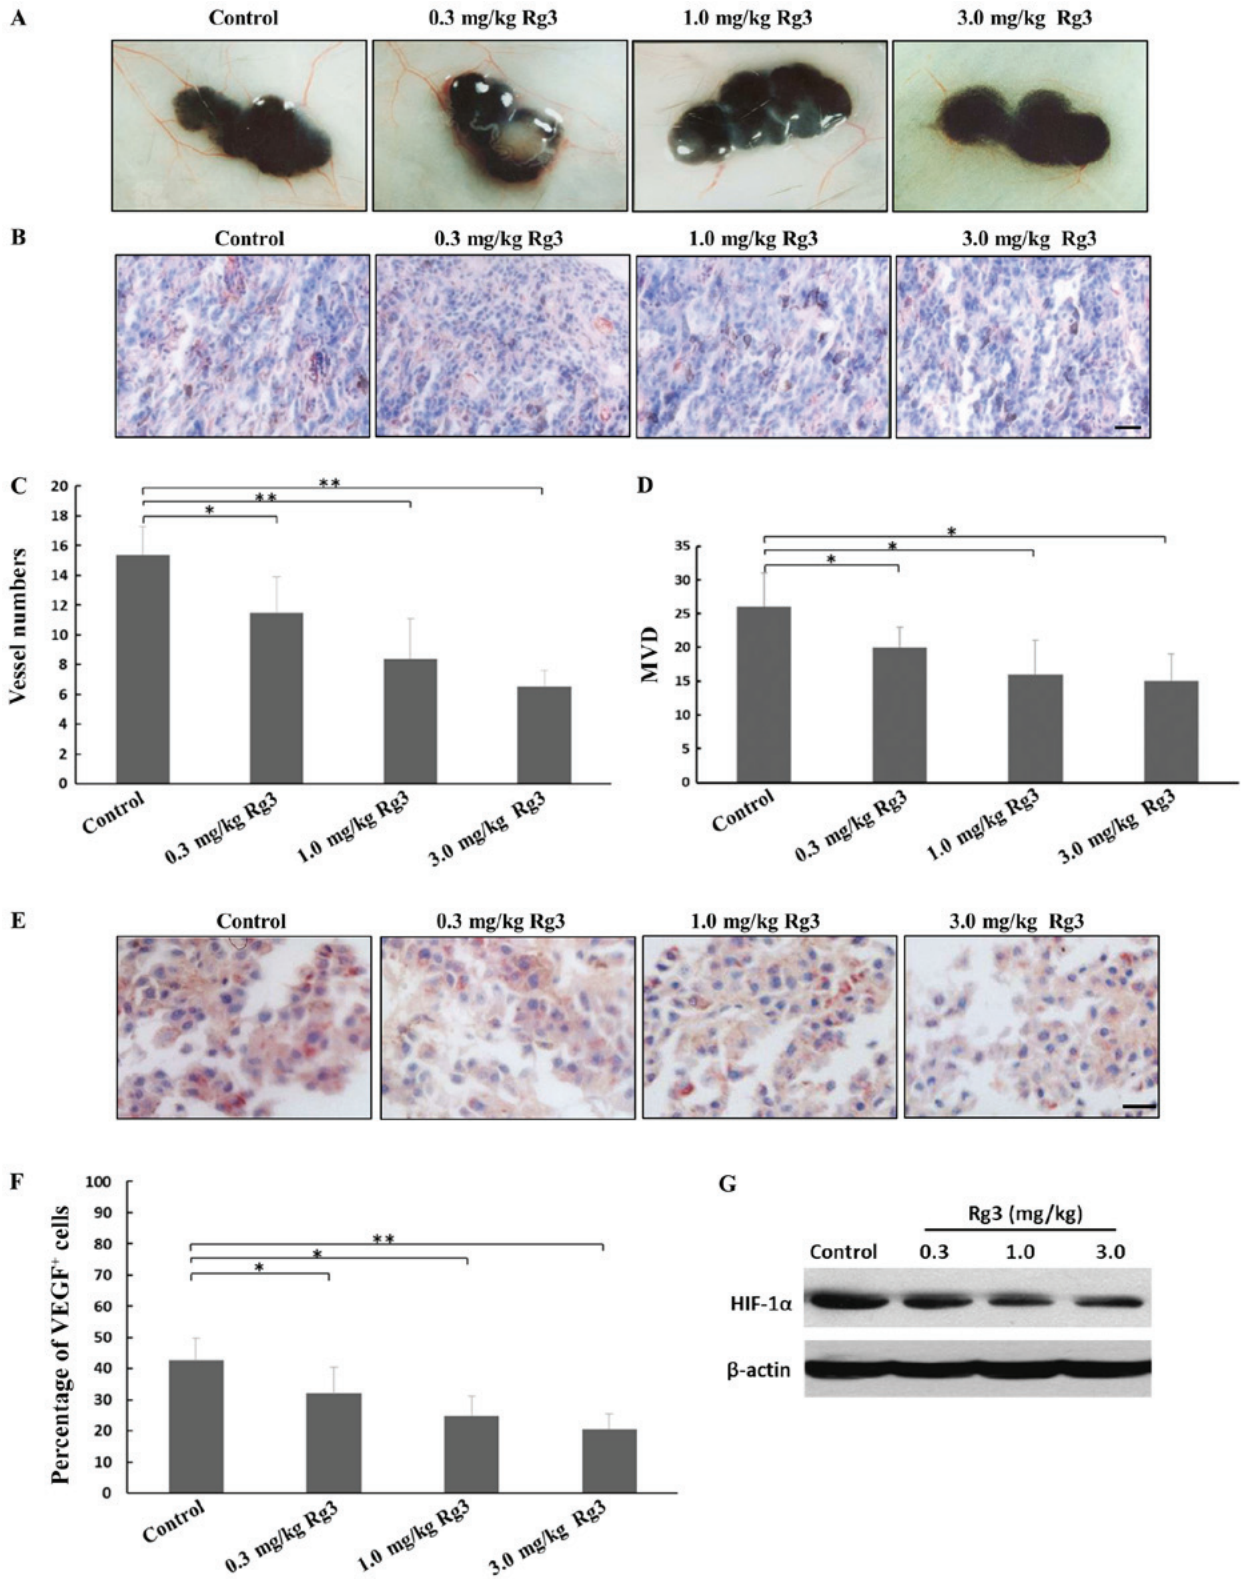 A
Control
0.3 mg/kg Rg3
1.0 mg/kg Rg3
3.0 mg/kg Rg3
B
Control
0.3 mg/kg Rg3
1.0 mg/kg Rg3
3.0 mg/kg Rg3
C
Vessel numbers
20
18
16
14
12
10
8
6
4
2
0
**
**
*
Control
0.3 mg/kg Rg3
1.0 mg/kg Rg3
3.0 mg/kg Rg3
D
MVD
35
30
25
20
15
10
5
0
*
*
*
Control
0.3 mg/kg Rg3
1.0 mg/kg Rg3
3.0 mg/kg Rg3
E
Control
0.3 mg/kg Rg3
1.0 mg/kg Rg3
3.0 mg/kg Rg3
F
Percentage of VEGF⁺ cells
100
90
80
70
60
50
40
30
20
10
0
**
*
*
Control
0.3 mg/kg Rg3
1.0 mg/kg Rg3
3.0 mg/kg Rg3
G
Rg3 (mg/kg)
Control 0.3 1.0 3.0
HIF-1α
β-actin